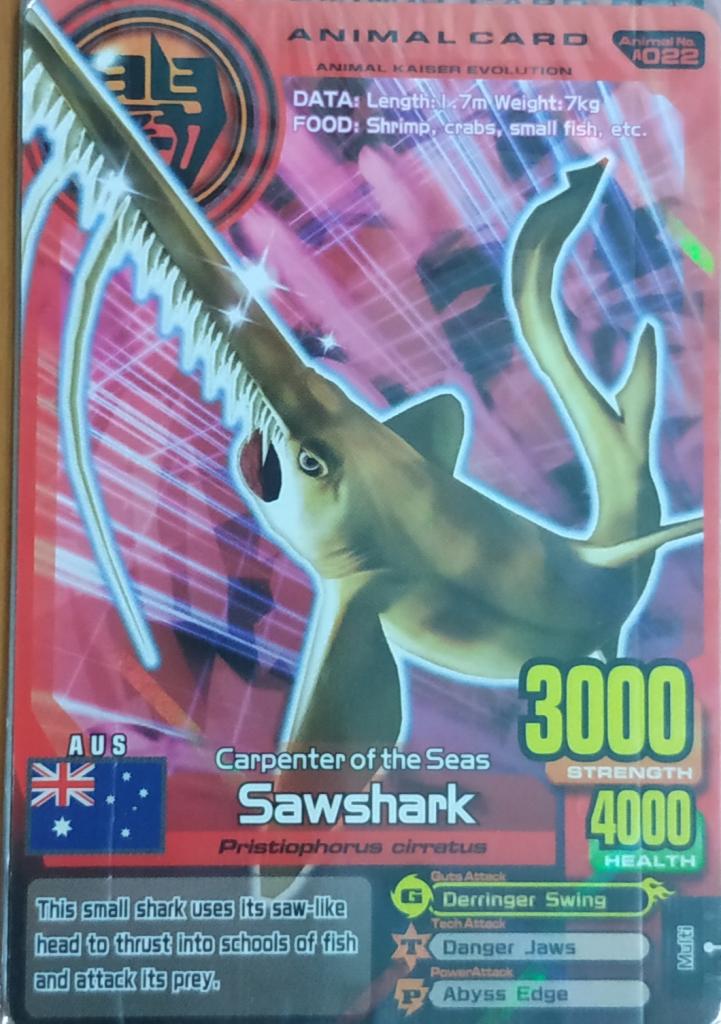 ANIMAL CARD
Animal No.
A022
ANIMAL KAISER EVOLUTION
DATA: Length:1.7m Weight:7kg
FOOD: Shrimp, crabs, small fish, etc.
3000
STRENGTH
4000
HEALTH
AUS
Carpenter of the Seas
Sawshark
Pristiophorus cirratus
This small shark uses its saw-like
head to thrust into schools of fish
and attack its prey.
Guts Attack
G Derringer Swing
Tech Attack
T Danger Jaws
Power Attack
P Abyss Edge
Multi